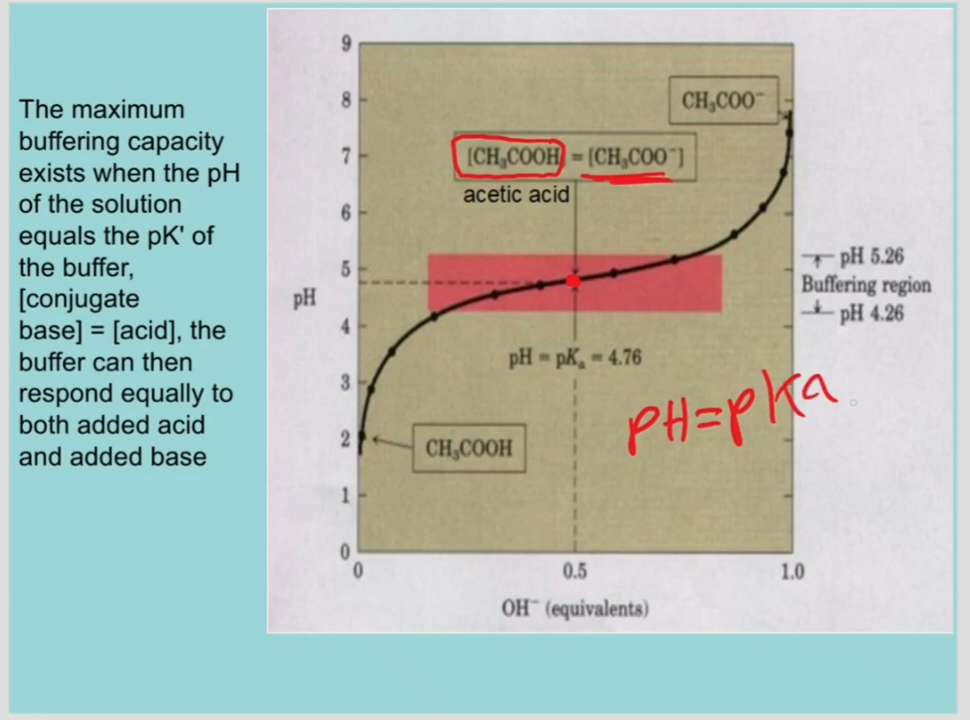 The maximum
buffering capacity
exists when the pH
of the solution
equals the pK' of
the buffer,
[conjugate
base] = [acid], the
buffer can then
respond equally to
both added acid
and added base
9
8
7
6
5
4
3
2
1
0
pH
CH₃COO⁻
[CH₃COOH] = [CH₃COO⁻]
acetic acid
pH 5.26
Buffering region
pH 4.26
pH = pKₐ = 4.76
pH=pKa
CH₃COOH
0
0.5
1.0
OH⁻ (equivalents)